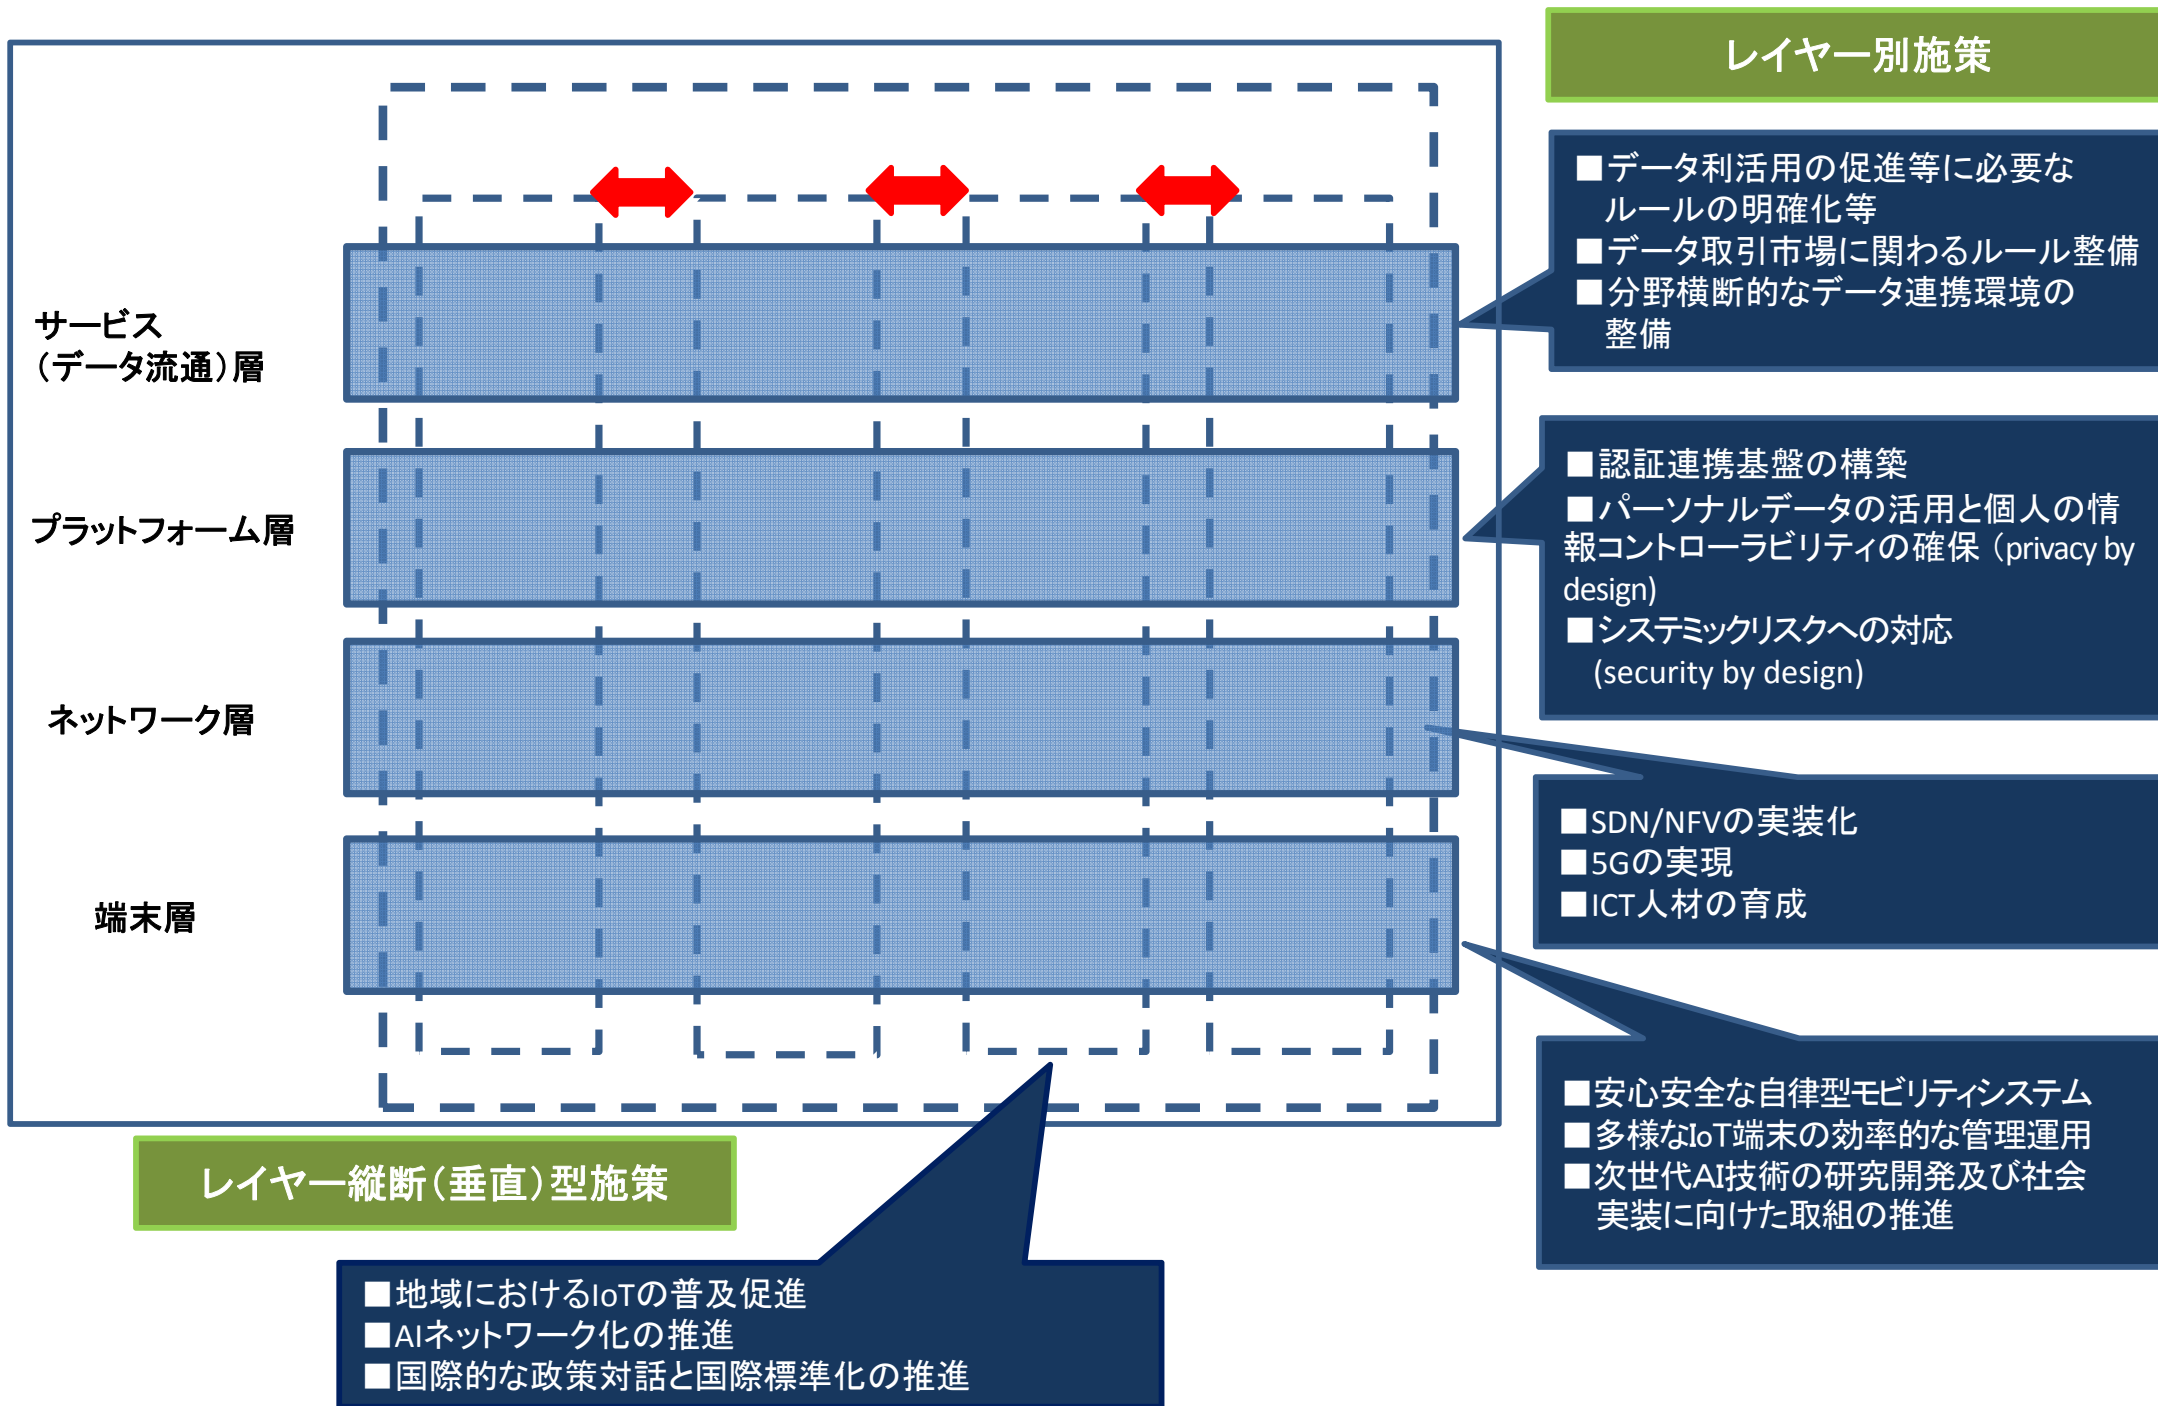 レイヤー別施策
■データ利活用の促進等に必要な
ルールの明確化等
■データ取引市場に関わるルール整備
■分野横断的なデータ連携環境の
整備
サービス
（データ流通）層
■認証連携基盤の構築
■パーソナルデータの活用と個人の情
報コントローラビリティの確保（privacy by
design)
■システミックリスクへの対応
(security by design)
プラットフォーム層
ネットワーク層
■SDN/NFVの実装化
■5Gの実現
■ICT人材の育成
端末層
■安心安全な自律型モビリティシステム
■多様なIoT端末の効率的な管理運用
■次世代AI技術の研究開発及び社会
実装に向けた取組の推進
レイヤー縦断（垂直）型施策
■地域におけるIoTの普及促進
■AIネットワーク化の推進
■国際的な政策対話と国際標準化の推進